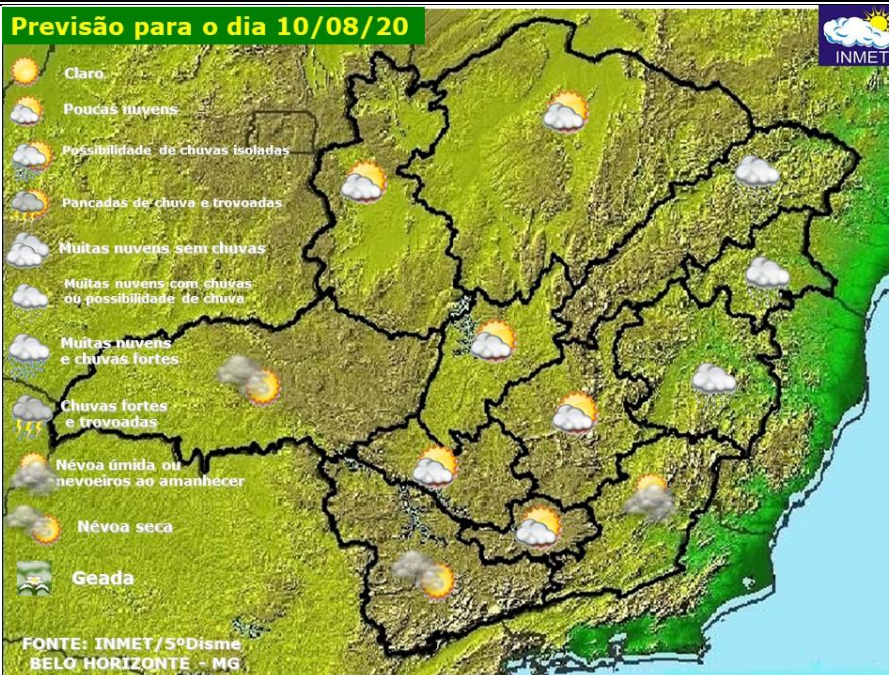 Previsão para o dia 10/08/20
INMET
Claro
Poucas nuvens
Possibilidade de chuvas isoladas
Pancadas de chuva e trovoadas
Muitas nuvens sem chuvas
Muitas nuvens com chuvas
ou possibilidade de chuva
Muitas nuvens
e chuvas fortes
Chuvas fortes
e trovoadas
Névoa úmida ou
nevoeiros ao amanhecer
Névoa seca
Geada
FONTE: INMET/5ºDisme
BELO HORIZONTE - MG